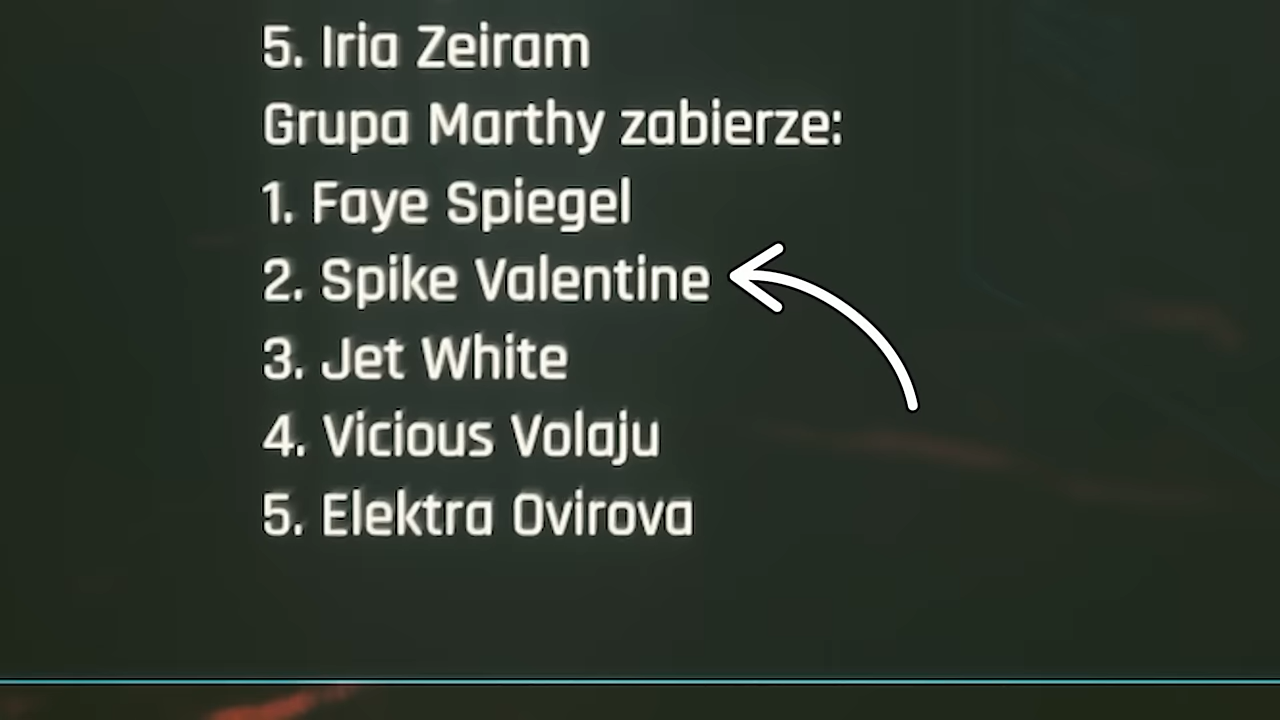 5. Iria Zeiram
Grupa Marthy zabierze:
1. Faye Spiegel
2. Spike Valentine
3. Jet White
4. Vicious Volaju
5. Elektra Ovirova